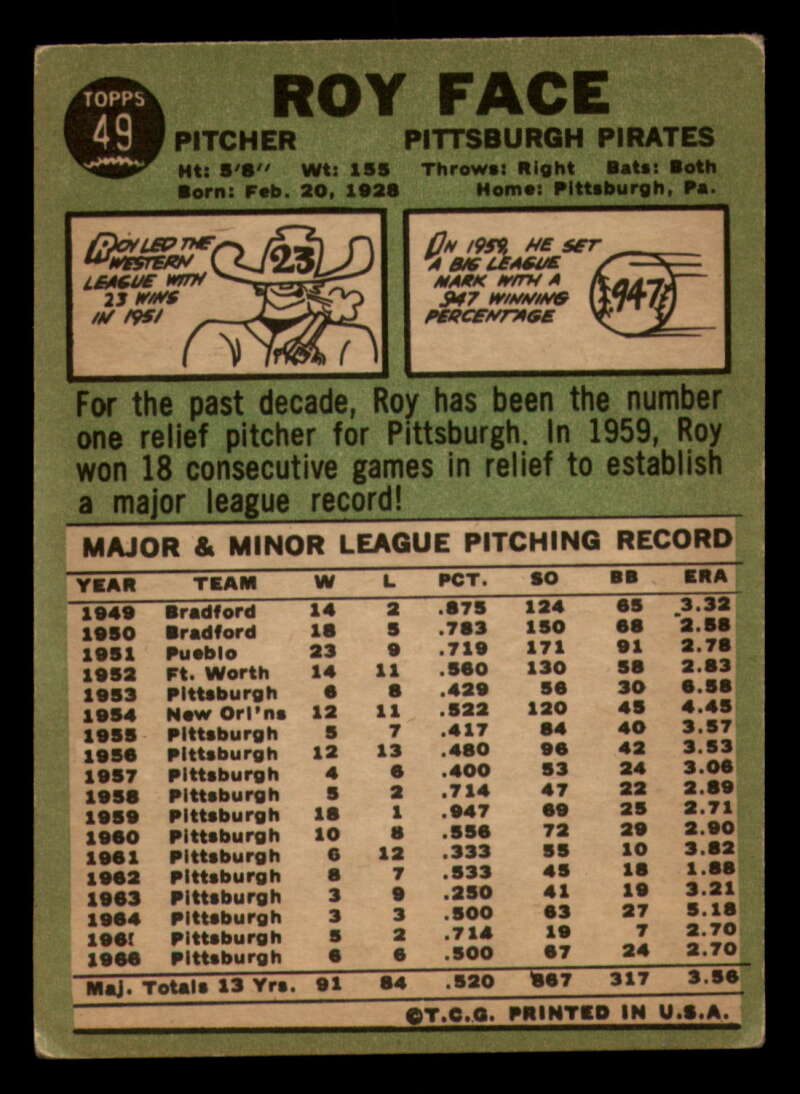 TOPPS
49
ROY FACE
PITCHER PITTSBURGH PIRATES
Ht: 5'8" Wt: 155 Throws: Right Bats: Both
Born: Feb. 20, 1928 Home: Pittsburgh, Pa.
ROY LED THE
WESTERN
LEAGUE WITH
23 WINS
IN 1951
23
ON 1959, HE SET
A BIG LEAGUE
MARK WITH A
.947 WINNING
PERCENTAGE
.947
For the past decade, Roy has been the number
one relief pitcher for Pittsburgh. In 1959, Roy
won 18 consecutive games in relief to establish
a major league record!
MAJOR & MINOR LEAGUE PITCHING RECORD
YEAR TEAM W L PCT. SO BB ERA
1949 Bradford 14 2 .875 124 65 3.32
1950 Bradford 18 5 .783 150 68 2.58
1951 Pueblo 23 9 .719 171 91 2.78
1952 Ft. Worth 14 11 .560 130 58 2.83
1953 Pittsburgh 6 8 .429 56 30 6.58
1954 New Orl'ns 12 11 .522 120 45 4.45
1955 Pittsburgh 5 7 .417 84 40 3.57
1956 Pittsburgh 12 13 .480 96 42 3.53
1957 Pittsburgh 4 6 .400 53 24 3.06
1958 Pittsburgh 5 2 .714 47 22 2.89
1959 Pittsburgh 18 1 .947 69 25 2.71
1960 Pittsburgh 10 8 .556 72 29 2.90
1961 Pittsburgh 6 12 .333 55 10 3.82
1962 Pittsburgh 8 7 .533 45 18 1.88
1963 Pittsburgh 3 9 .250 41 19 3.21
1964 Pittsburgh 3 3 .500 63 27 5.18
1965 Pittsburgh 5 2 .714 19 7 2.70
1966 Pittsburgh 6 6 .500 67 24 2.70
Maj. Totals 13 Yrs. 91 84 .520 867 317 3.56
©T.C.G. PRINTED IN U.S.A.